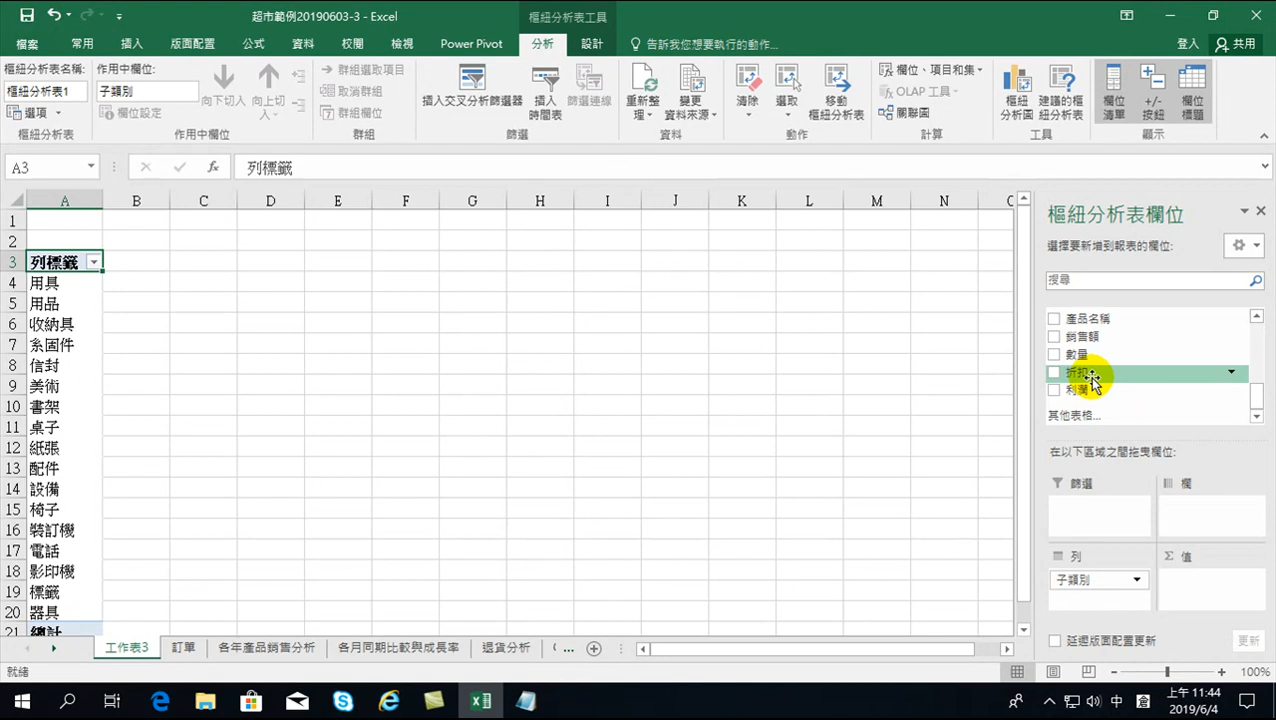 超市範例20190603-3 - Excel
樞紐分析表工具
檔案 常用 插入 版面配置 公式 資料 校閱 檢視 Power Pivot 分析 設計 告訴我您想要執行的動作... 登入 共用
樞紐分析表名稱:
樞紐分析表1
選項
樞紐分析表
作用中欄位:
子類別
欄位設定
向下切入
向上切入
作用中欄位
群組選取項目
取消群組
群組欄位
群組
插入交叉分析篩選器
插入時間表
篩選連線
篩選
重新整理
變更資料來源
資料
清除
選取
移動樞紐分析表
動作
欄位、項目和集
OLAP 工具
關聯圖
計算
樞紐分析圖
建議的樞紐分析表
工具
欄位清單
+/- 按鈕
欄位標題
顯示
A3
列標籤
A B C D E F G H I J K L M N O
1
2
3 列標籤
4 用具
5 用品
6 收納具
7 系固件
8 信封
9 美術
10 書架
11 桌子
12 紙張
13 配件
14 設備
15 椅子
16 裝訂機
17 電話
18 影印機
19 標籤
20 器具
21 總計
樞紐分析表欄位
選擇要新增到報表的欄位:
搜尋
產品名稱
銷售額
數量
折扣
利潤
其他表格...
在以下區域之間拖曳欄位:
篩選
欄
列
值
子類別
延遲版面配置更新
更新
工作表3 訂單 各年產品銷售分析 各月同期比較與成長率 退貨分析 ...
就緒
100%
中 倉
上午 11:44
2019/6/4